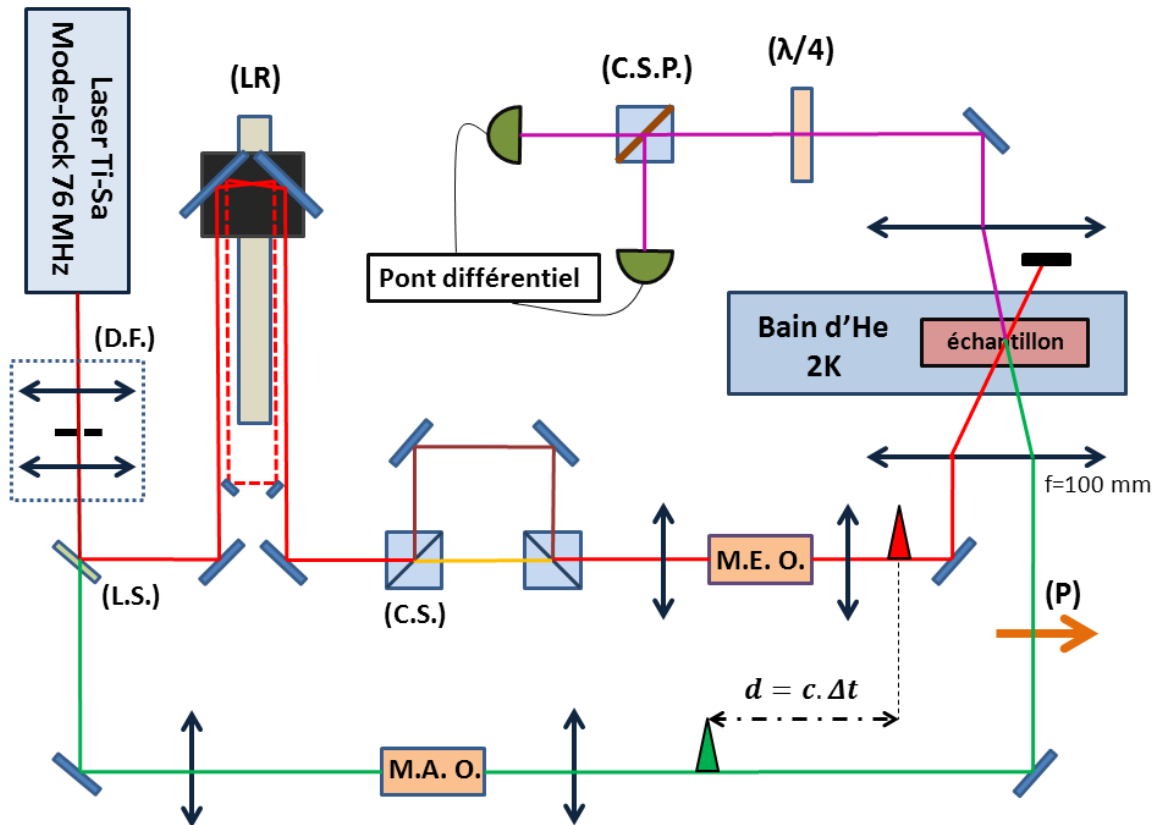 Laser Ti-Sa
Mode-lock 76 MHz
(LR)
(C.S.P.)
(λ/4)
(D.F.)
Pont différentiel
Bain d’He
2K
échantillon
f=100 mm
(L.S.)
(C.S.)
M.E. O.
(P)
d = c. Δt
M.A. O.